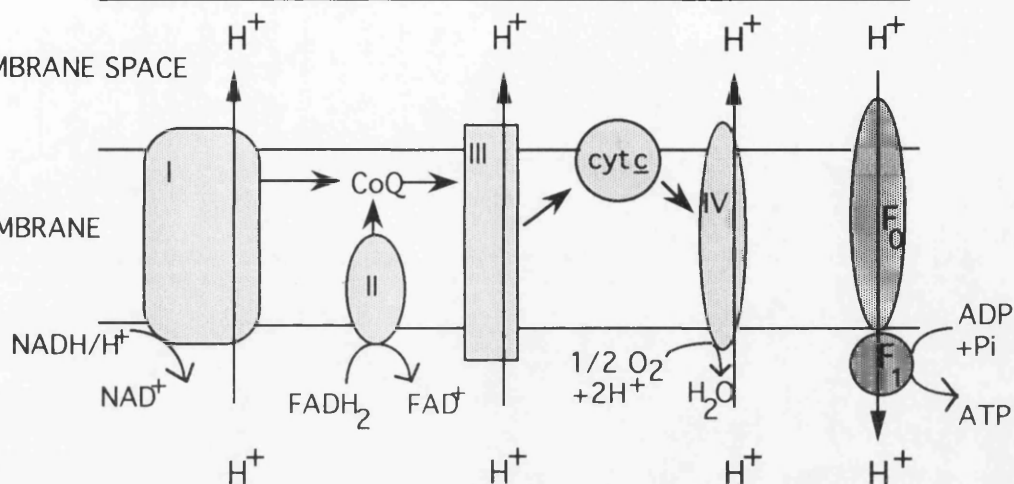 H+ H+ H+ H+
MBRANE SPACE
I III cyt c
CoQ IV
MBRANE F0
II
NADH/H+ ADP
+Pi
1/2 O2 F1
+2H+ H2O
NAD+ FADH2 FAD+ ATP
H+ H+ H+ H+